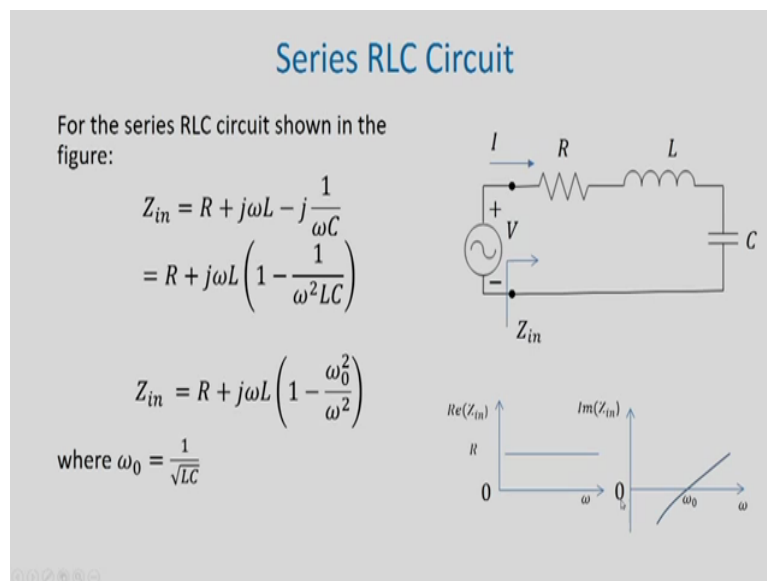 Series RLC Circuit
For the series RLC circuit shown in the
figure:
Z_in = R + jωL − j 1/ωC
= R + jωL (1 − 1/ω²LC)
Z_in = R + jωL (1 − ω₀²/ω²)
where ω₀ = 1/√LC
I R L
+
V
C
−
Z_in
Re(Z_in)
R
0
ω
Im(Z_in)
0
ω₀
ω